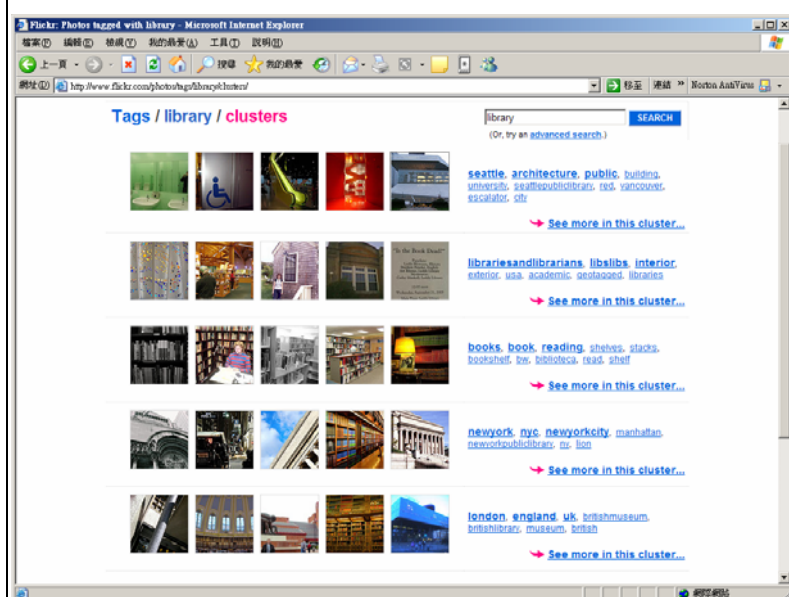 Flickr: Photos tagged with library - Microsoft Internet Explorer
檔案(F) 編輯(E) 檢視(V) 我的最愛(A) 工具(T) 說明(H)
上一頁 搜尋 我的最愛
網址(D) http://www.flickr.com/photos/tags/library/clusters/ 移至 連結 » Norton AntiVirus
Tags / library / clusters
library SEARCH
(Or, try an advanced search.)
seattle, architecture, public, building,
university, seattlepubliclibrary, red, vancouver,
escalator, city
See more in this cluster...
"Is the Book Dead?"
librariesandlibrarians, libslibs, interior,
exterior, usa, academic, geotagged, libraries
See more in this cluster...
books, book, reading, shelves, stacks,
bookshelf, bw, biblioteca, read, shelf
See more in this cluster...
newyork, nyc, newyorkcity, manhattan,
newyorkpubliclibrary, ny, lion
See more in this cluster...
london, england, uk, britishmuseum,
britishlibrary, museum, british
See more in this cluster...
網際網路